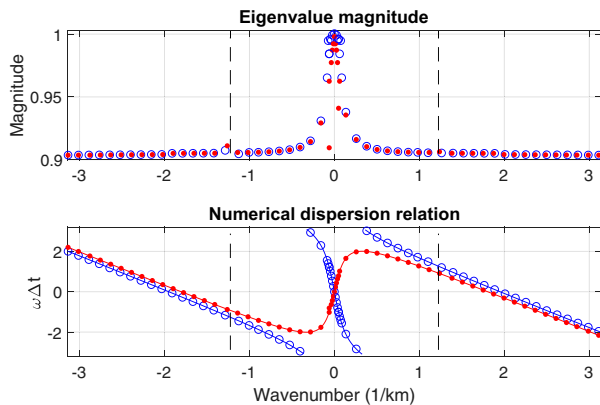 Eigenvalue magnitude
Magnitude
1
0.95
0.9
-3 -2 -1 0 1 2 3
Numerical dispersion relation
ωΔt
2
0
-2
-3 -2 -1 0 1 2 3
Wavenumber (1/km)